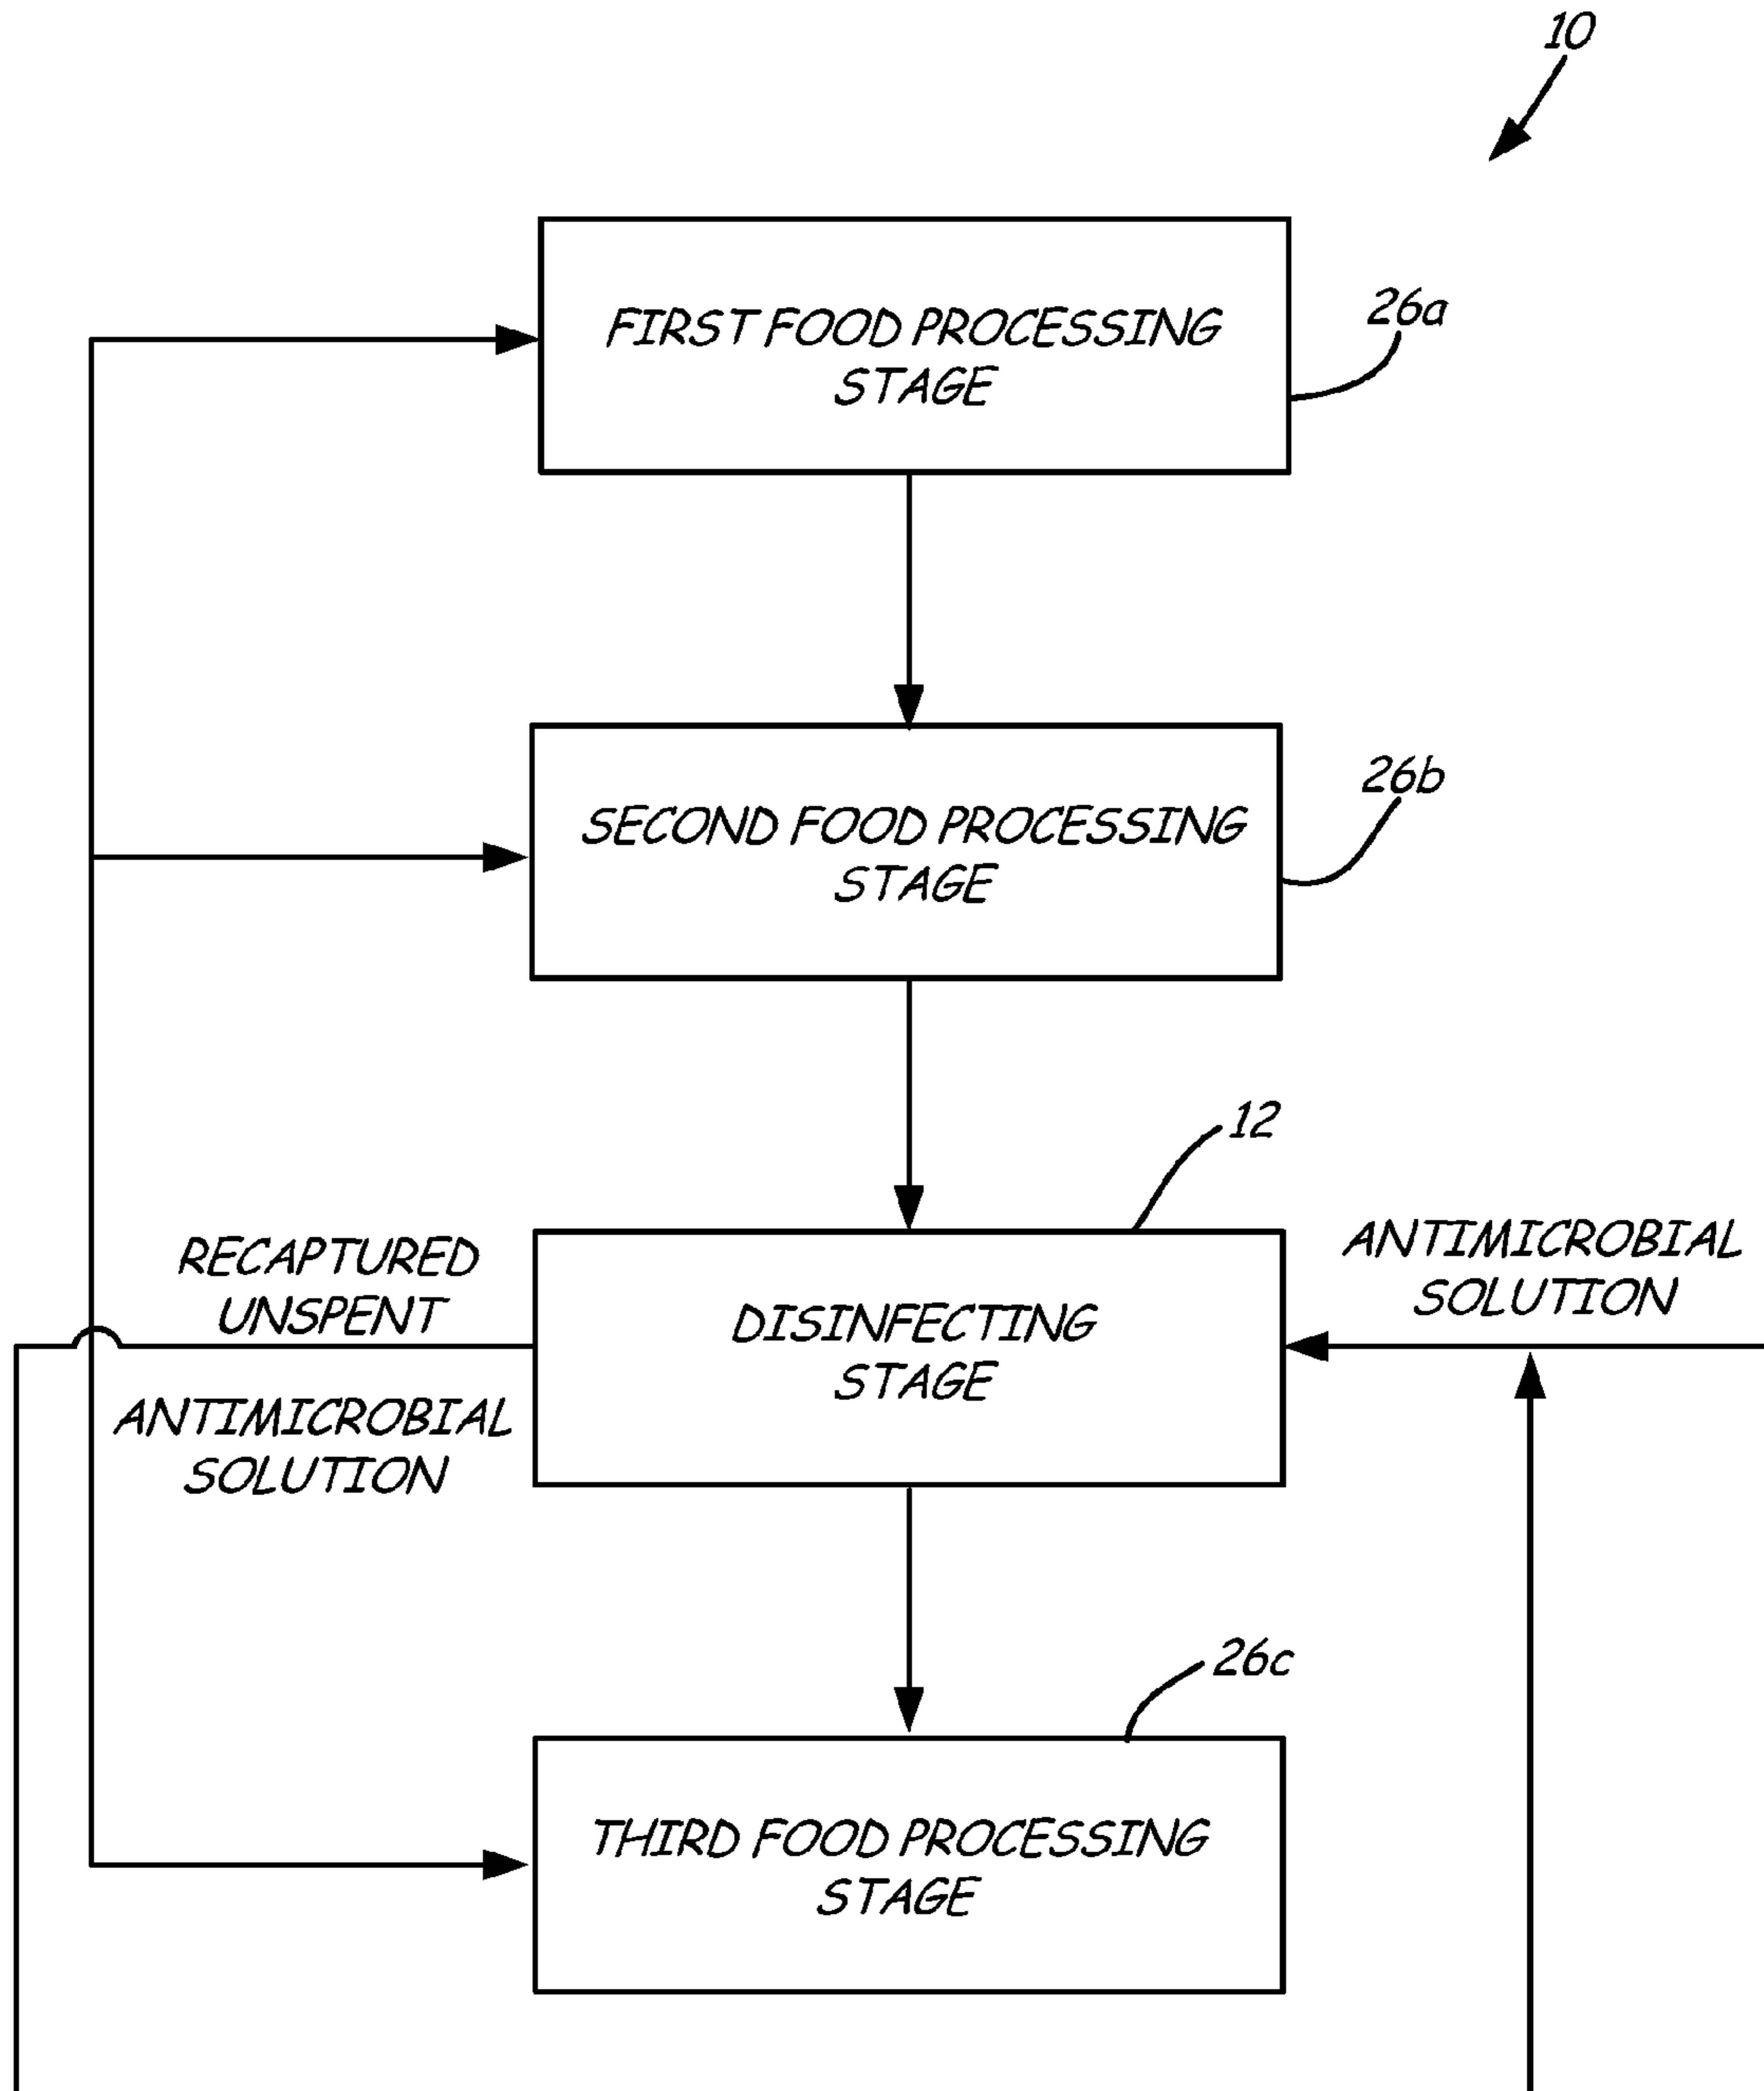 10
FIRST FOOD PROCESSING
STAGE
26a
SECOND FOOD PROCESSING
STAGE
26b
12
RECAPTURED
UNSPENT
ANTIMICROBIAL
SOLUTION
DISINFECTING
STAGE
ANTIMICROBIAL
SOLUTION
26c
THIRD FOOD PROCESSING
STAGE